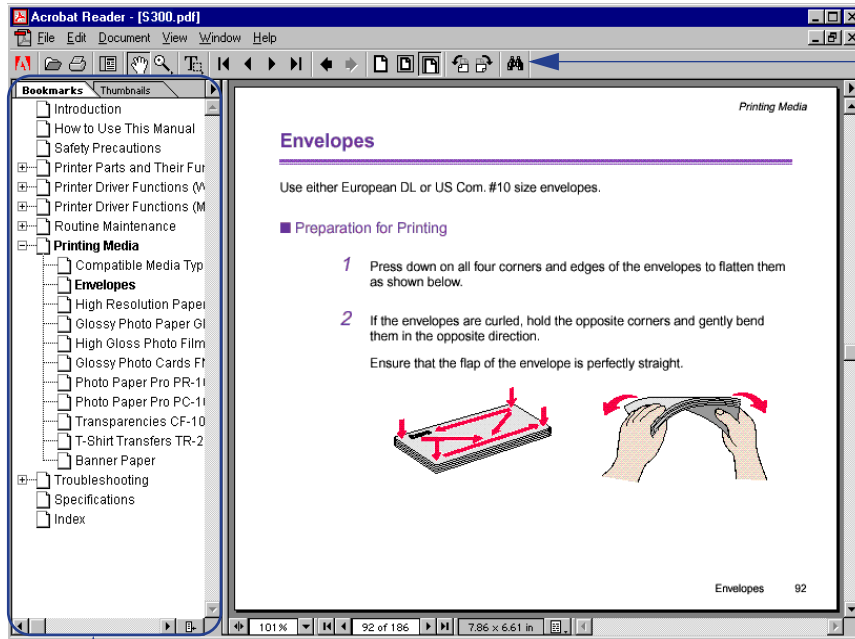 Acrobat Reader - [S300.pdf]
File Edit Document View Window Help
Bookmarks Thumbnails
Introduction
How to Use This Manual
Safety Precautions
Printer Parts and Their Fur
Printer Driver Functions (W
Printer Driver Functions (M
Routine Maintenance
Printing Media
Compatible Media Typ
Envelopes
High Resolution Paper
Glossy Photo Paper Gl
High Gloss Photo Film
Glossy Photo Cards FM
Photo Paper Pro PR-10
Photo Paper Pro PC-10
Transparencies CF-10
T-Shirt Transfers TR-2
Banner Paper
Troubleshooting
Specifications
Index
Printing Media
Envelopes
Use either European DL or US Com. #10 size envelopes.
Preparation for Printing
1 Press down on all four corners and edges of the envelopes to flatten them
as shown below.
2 If the envelopes are curled, hold the opposite corners and gently bend
them in the opposite direction.
Ensure that the flap of the envelope is perfectly straight.
Envelopes 92
101% 92 of 186 7.86 x 6.61 in